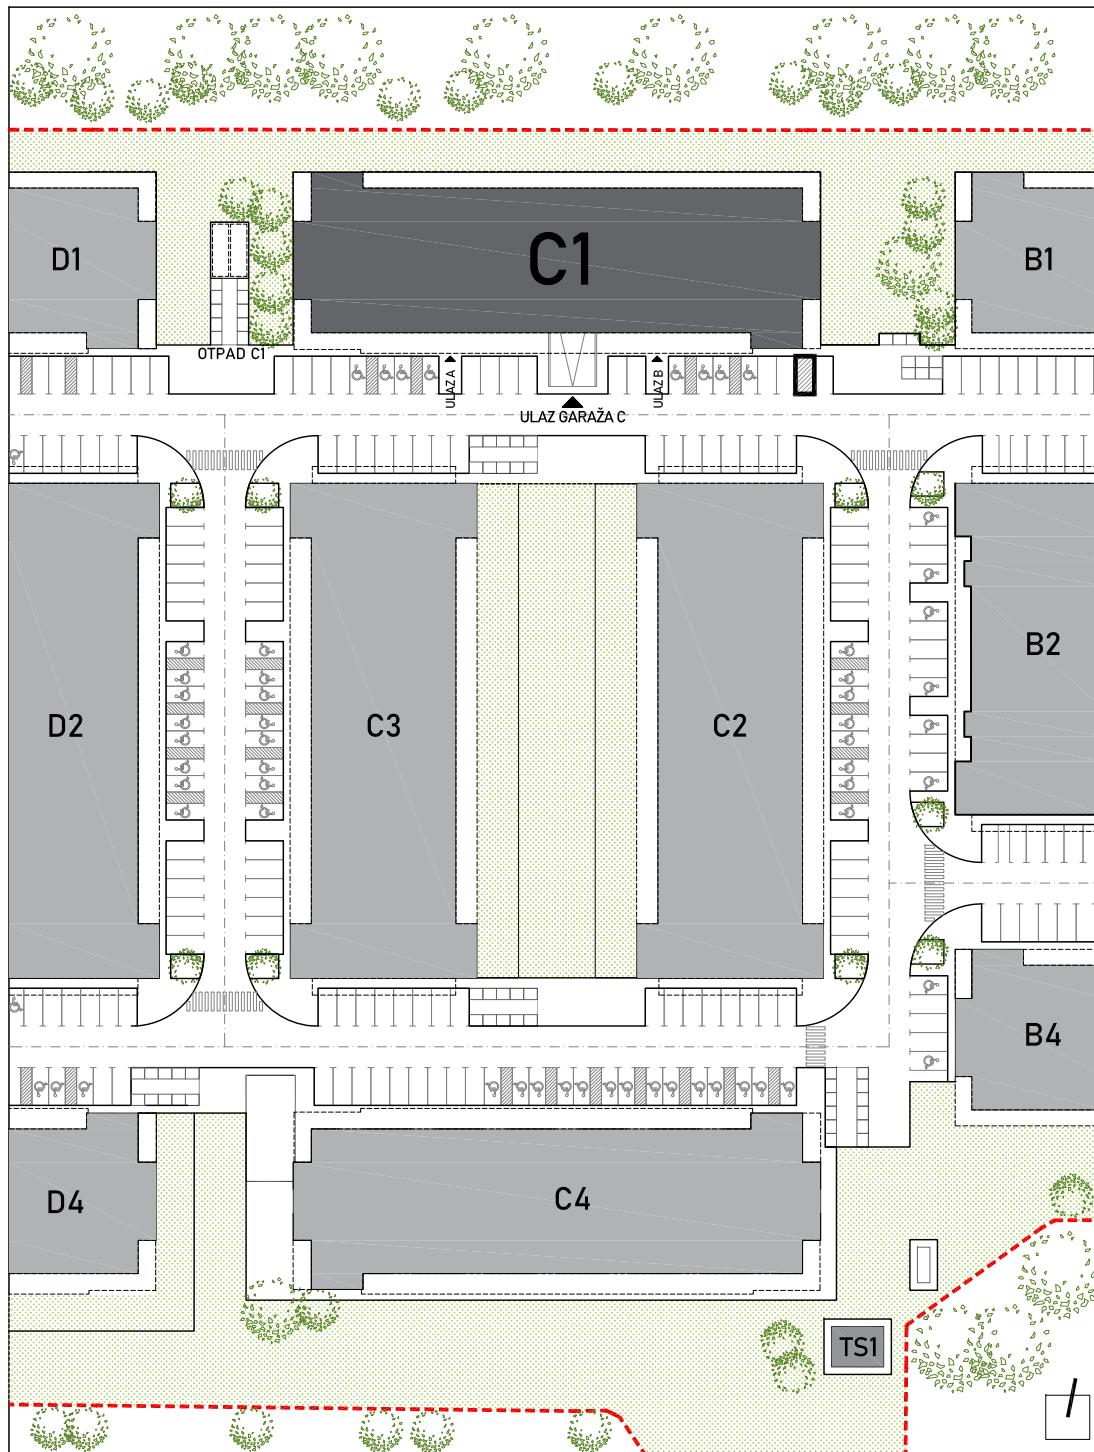 D1
C1
B1
OTPAD C1
ULAZ A
ULAZ B
ULAZ GARAŽA C
D2
C3
C2
B2
B4
D4
C4
TS1